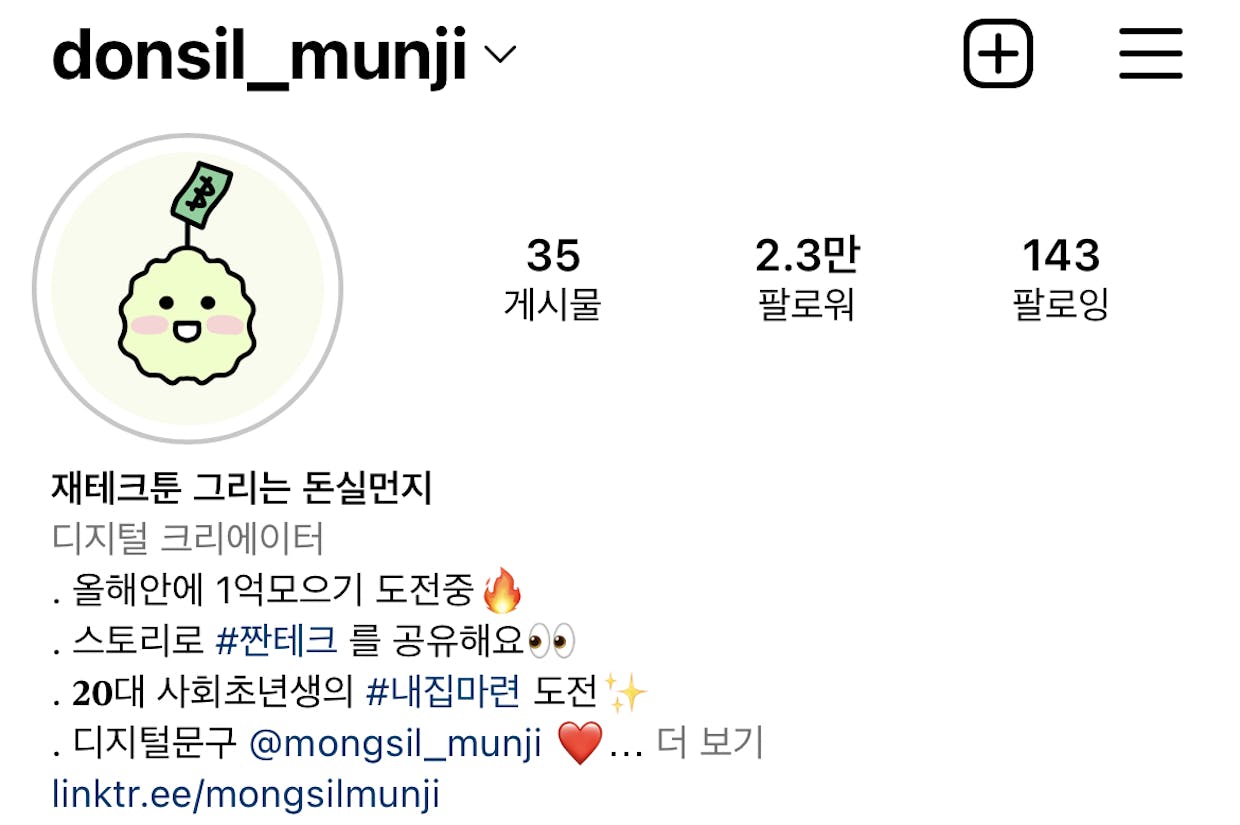 donsil_munji
35
2.3만
143
게시물
팔로워
팔로잉
재테크툰 그리는 돈실먼지
디지털 크리에이터
. 올해안에 1억모으기 도전중🔥
. 스토리로 #짠테크 를 공유해요👀
. 20대 사회초년생의 #내집마련 도전✨
. 디지털문구 @mongsil_munji ❤️... 더 보기
linktr.ee/mongsilmunji